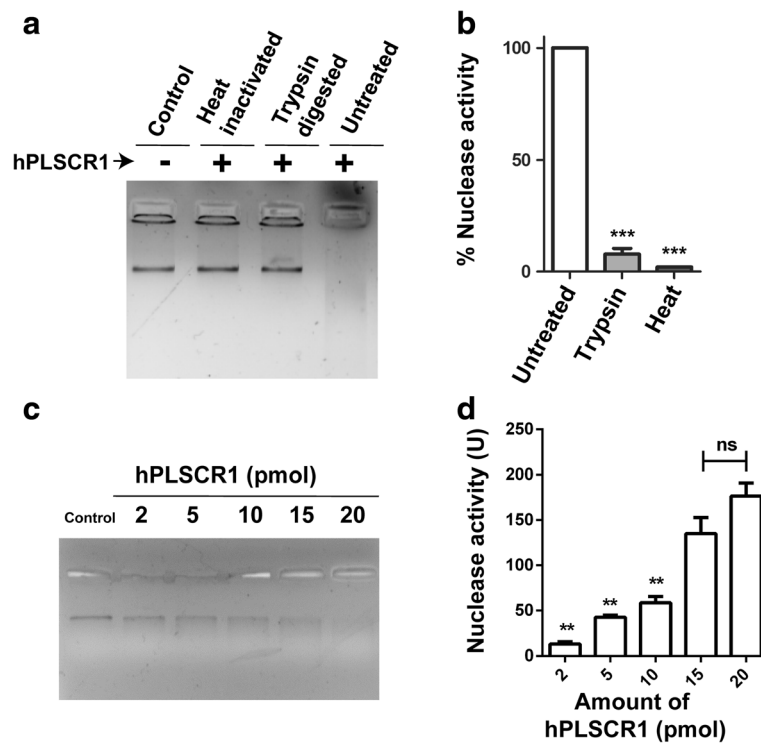 a
Control
Heat
inactivated
Trypsin
digested
Untreated
hPLSCR1 - + + +
b
% Nuclease activity
100
50
0
***
***
Untreated
Trypsin
Heat
c
hPLSCR1 (pmol)
Control 2 5 10 15 20
d
Nuclease activity (U)
250
200
150
100
50
0
**
**
**
ns
2 5 10 15 20
Amount of
hPLSCR1 (pmol)